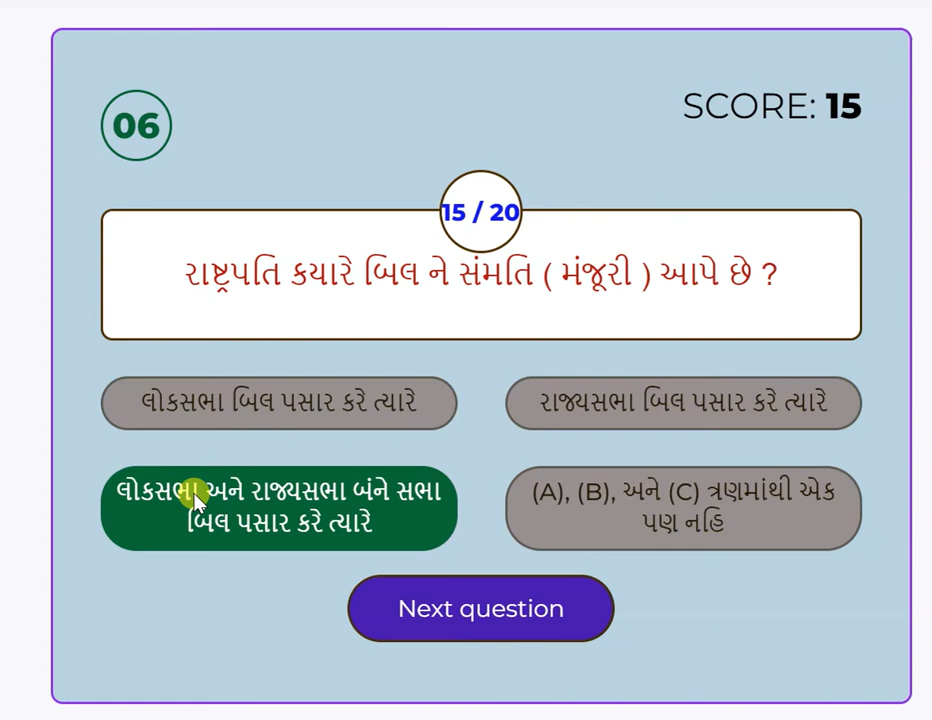 06
SCORE: 15
15 / 20
રાષ્ટ્રપતિ કયારે બિલ ને સંમતિ ( મંજૂરી ) આપે છે ?
લોકસભા બિલ પસાર કરે ત્યારે
રાજ્યસભા બિલ પસાર કરે ત્યારે
લોકસભા અને રાજ્યસભા બંને સભા
બિલ પસાર કરે ત્યારે
(A), (B), અને (C) ત્રણમાંથી એક
પણ નહિ
Next question